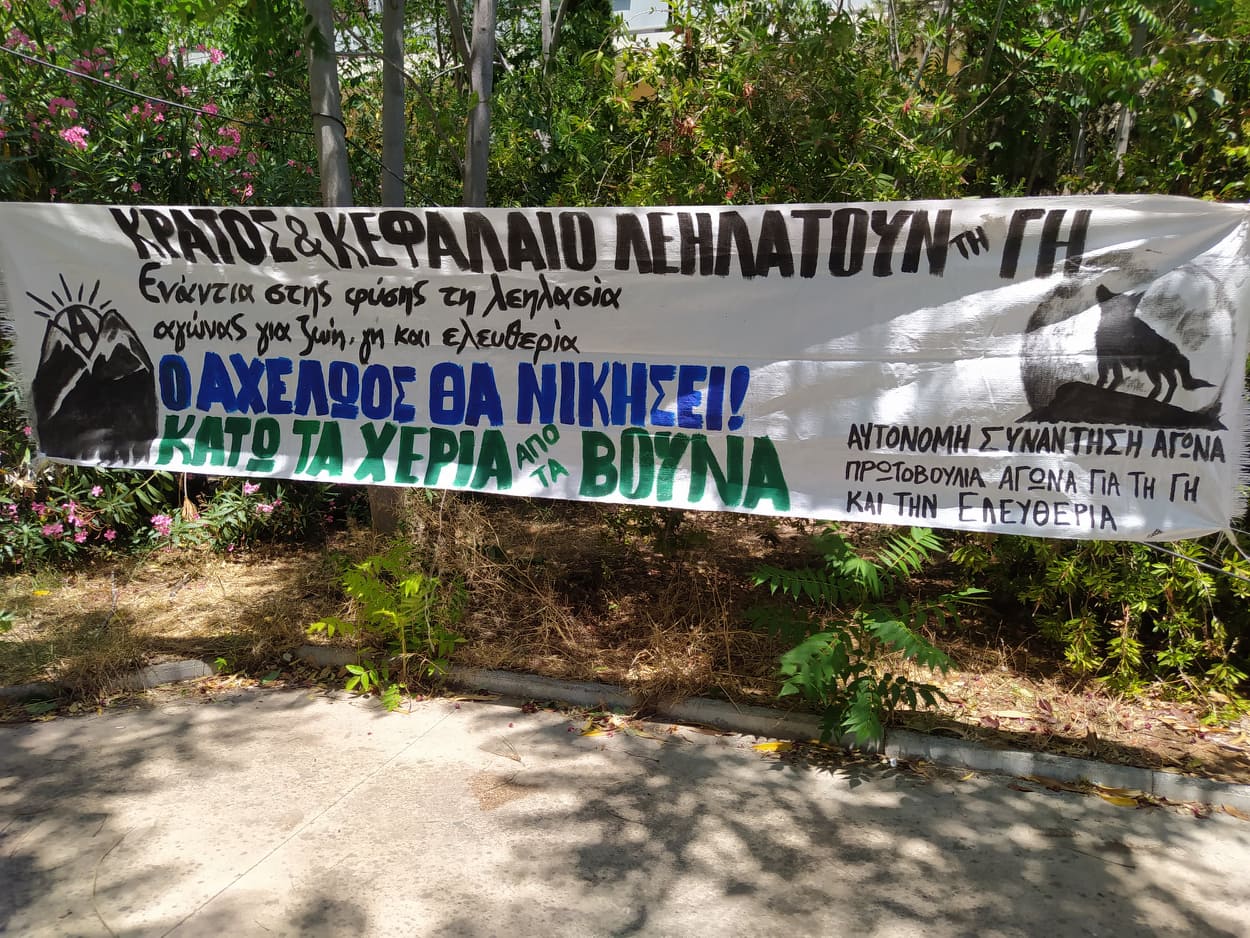 ΚΡΑΤΟΣ & ΚΕΦΑΛΑΙΟ ΛΕΗΛΑΤΟΥΝ τη ΓΗ
Ενάντια στης φύσης τη λεηλασία
αγώνας για ζωή, γη και ελευθερία
Ο ΑΧΕΛΩΟΣ ΘΑ ΝΙΚΗΣΕΙ!
ΚΑΤΩ ΤΑ ΧΕΡΙΑ ΑΠΟ ΤΑ ΒΟΥΝΑ
ΑΥΤΟΝΟΜΗ ΣΥΝΑΝΤΗΣΗ ΑΓΩΝΑ
ΠΡΩΤΟΒΟΥΛΙΑ ΑΓΩΝΑ ΓΙΑ ΤΗ ΓΗ
ΚΑΙ ΤΗΝ ΕΛΕΥΘΕΡΙΑ